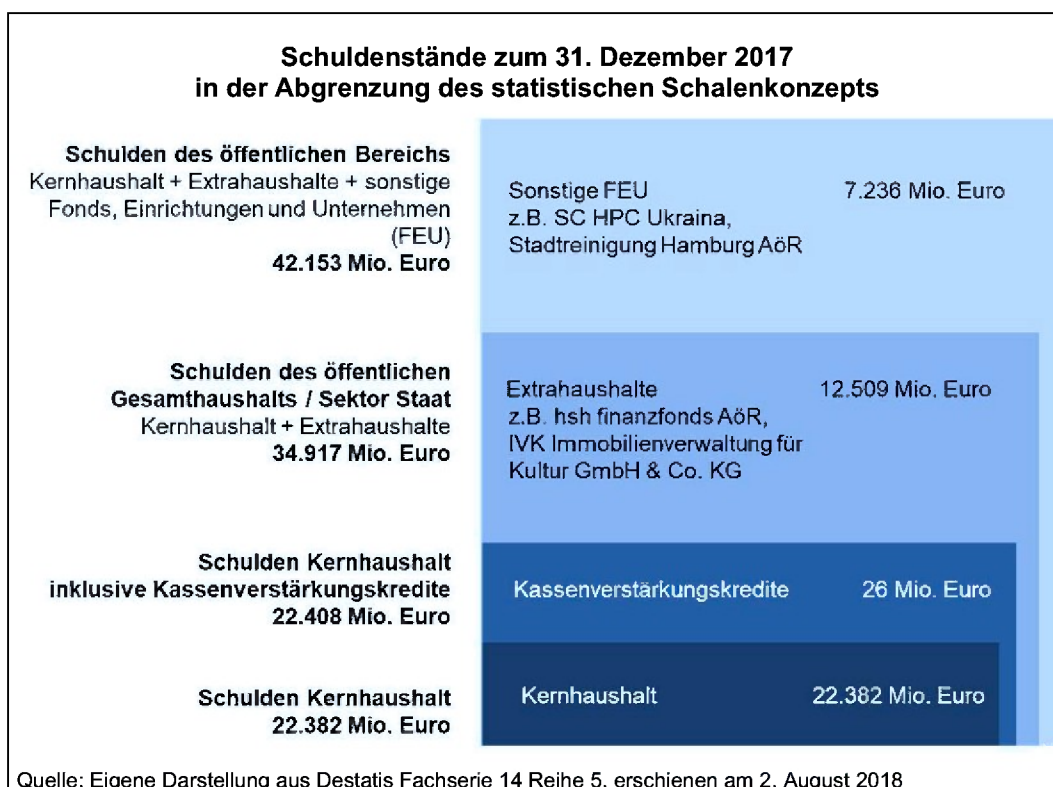 Schuldenstände zum 31. Dezember 2017
in der Abgrenzung des statistischen Schalenkonzepts
Schulden des öffentlichen Bereichs
Kernhaushalt + Extrahaushalte + sonstige
Fonds, Einrichtungen und Unternehmen
(FEU)
42.153 Mio. Euro
Sonstige FEU 7.236 Mio. Euro
z.B. SC HPC Ukraina,
Stadtreinigung Hamburg AöR
Schulden des öffentlichen
Gesamthaushalts / Sektor Staat
Kernhaushalt + Extrahaushalte
34.917 Mio. Euro
Extrahaushalte 12.509 Mio. Euro
z.B. hsh finanzfonds AöR,
IVK Immobilienverwaltung für
Kultur GmbH & Co. KG
Schulden Kernhaushalt
inklusive Kassenverstärkungskredite
22.408 Mio. Euro
Kassenverstärkungskredite 26 Mio. Euro
Schulden Kernhaushalt
22.382 Mio. Euro
Kernhaushalt 22.382 Mio. Euro
Quelle: Eigene Darstellung aus Destatis Fachserie 14 Reihe 5, erschienen am 2. August 2018